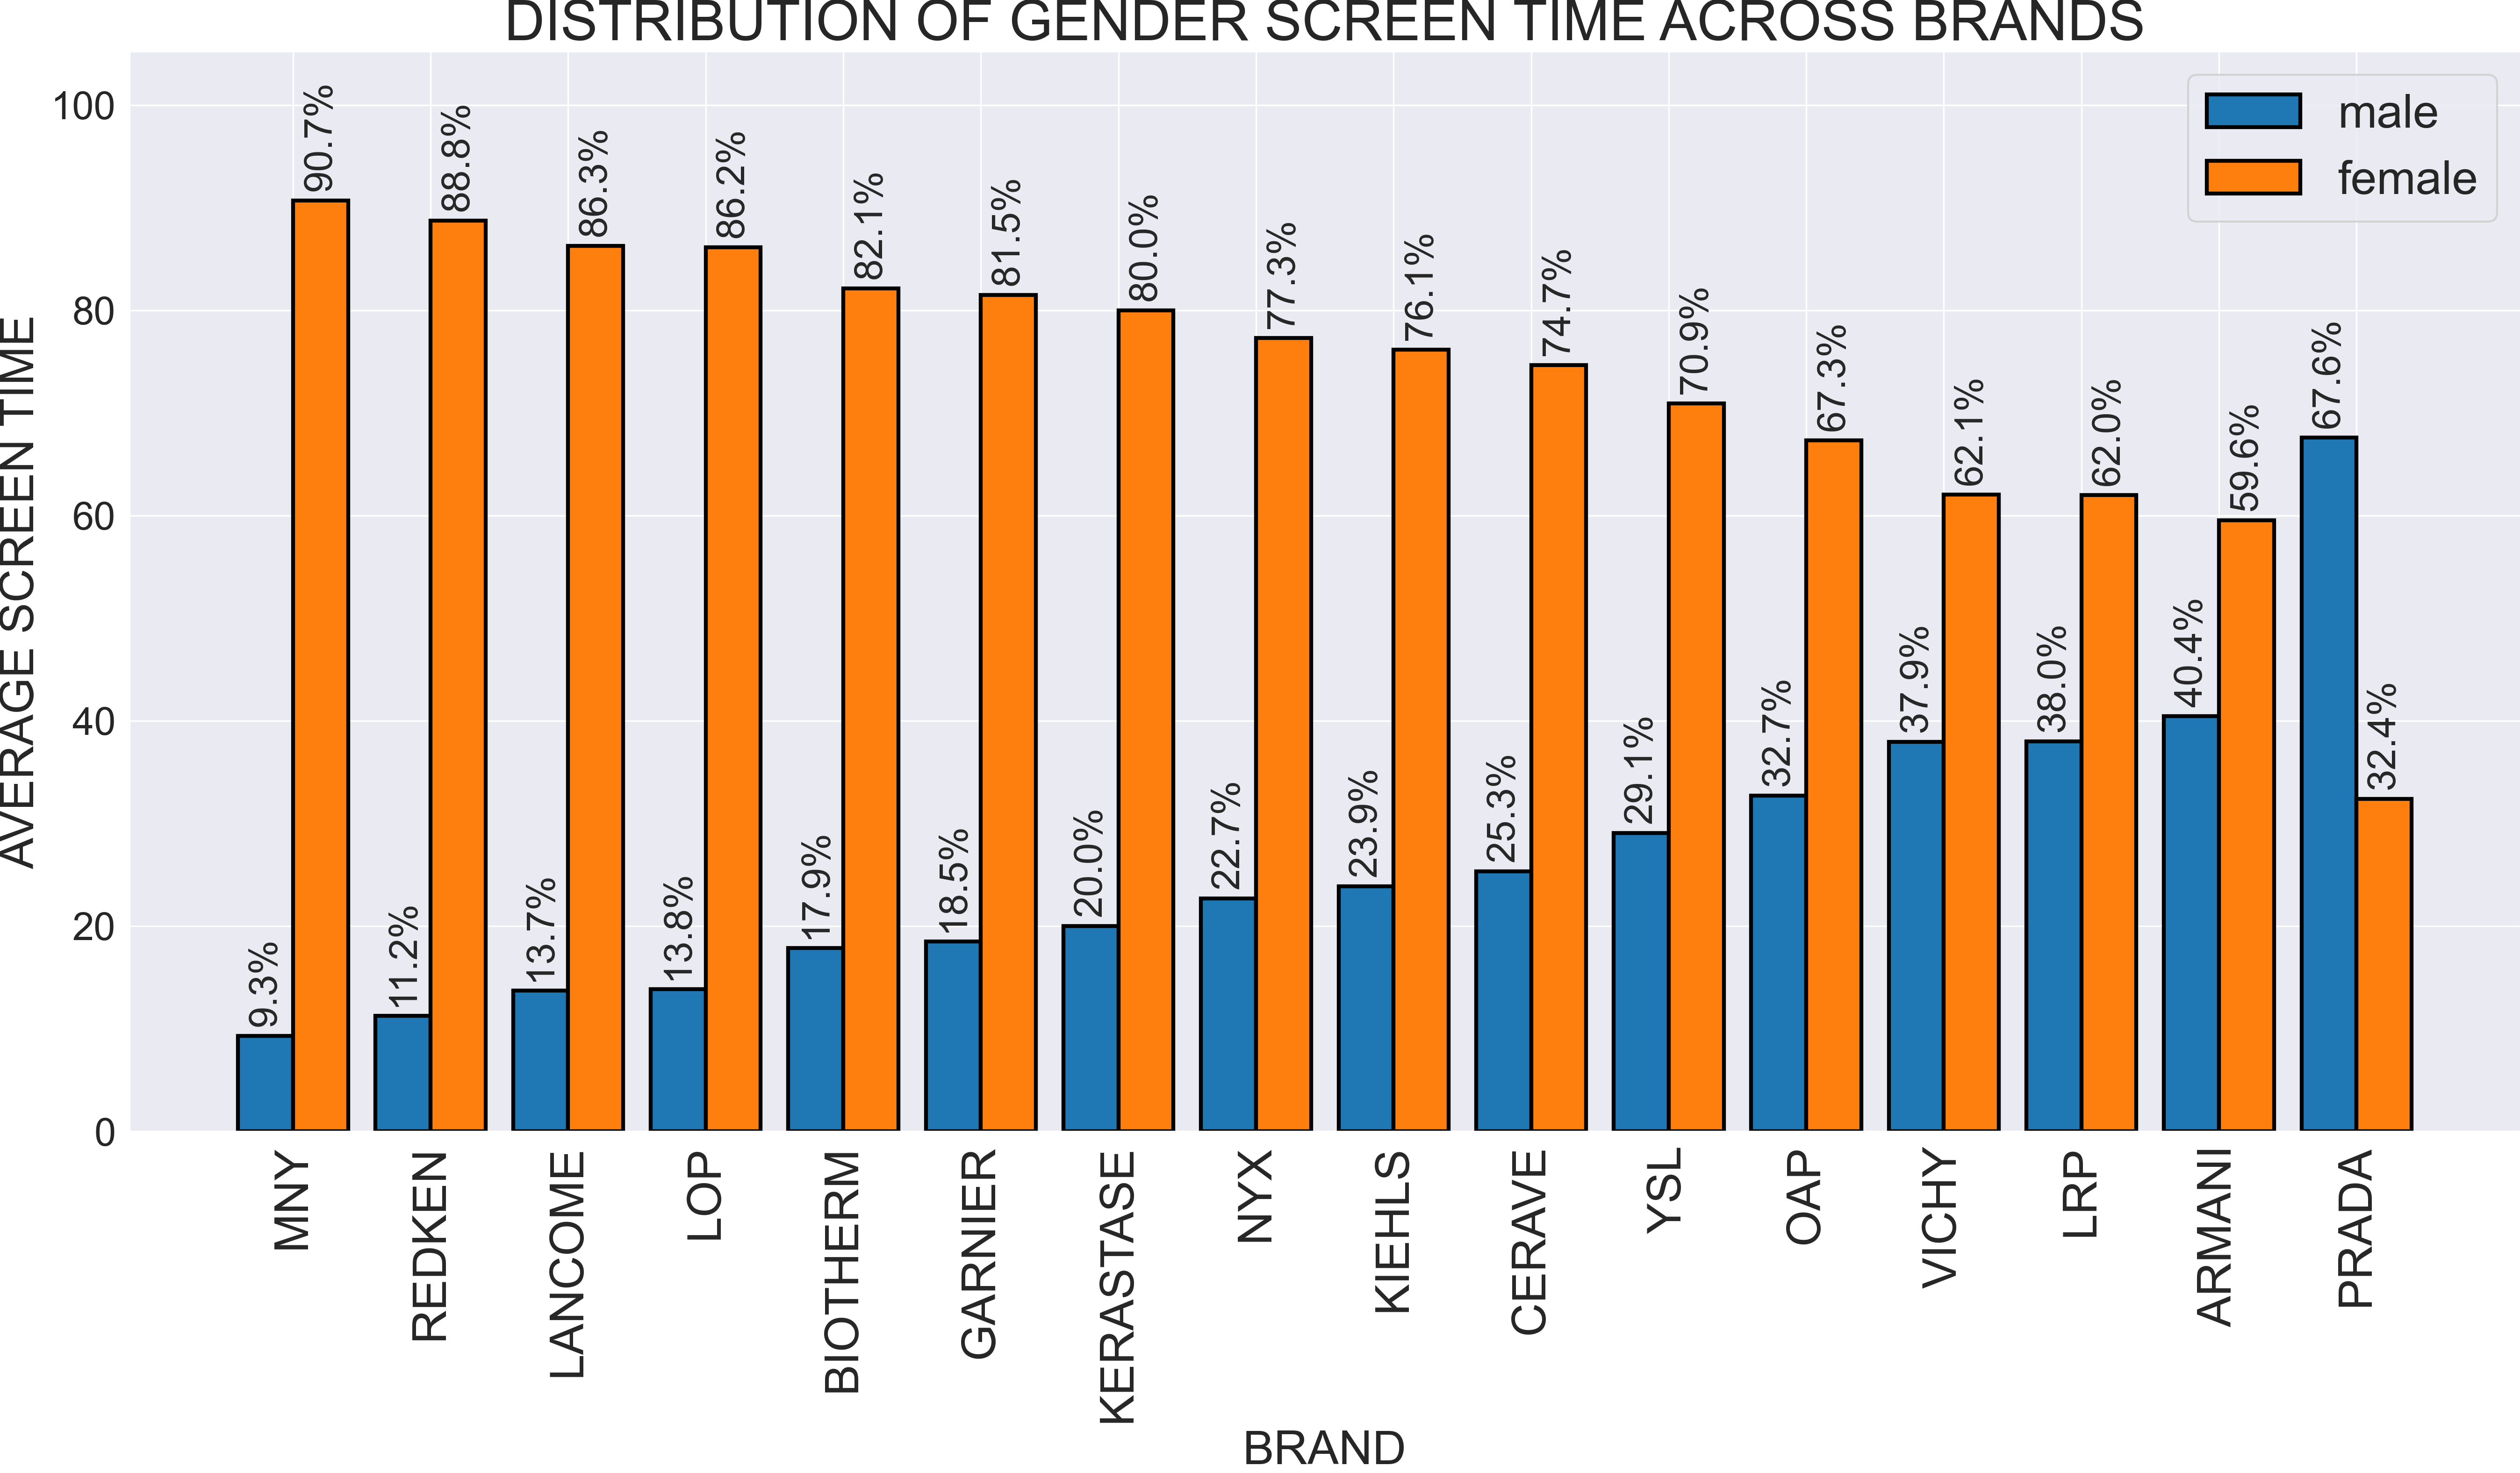 DISTRIBUTION OF GENDER SCREEN TIME ACROSS BRANDS
AVERAGE SCREEN TIME
100
80
60
40
20
0
male
female
9.3%
90.7%
11.2%
88.8%
13.7%
86.3%
13.8%
86.2%
17.9%
82.1%
18.5%
81.5%
20.0%
80.0%
22.7%
77.3%
23.9%
76.1%
25.3%
74.7%
29.1%
70.9%
32.7%
67.3%
37.9%
62.1%
38.0%
62.0%
40.4%
59.6%
67.6%
32.4%
MNY
REDKEN
LANCOME
LOP
BIOTHERM
GARNIER
KERASTASE
NYX
KIEHLS
CERAVE
YSL
OAP
VICHY
LRP
ARMANI
PRADA
BRAND